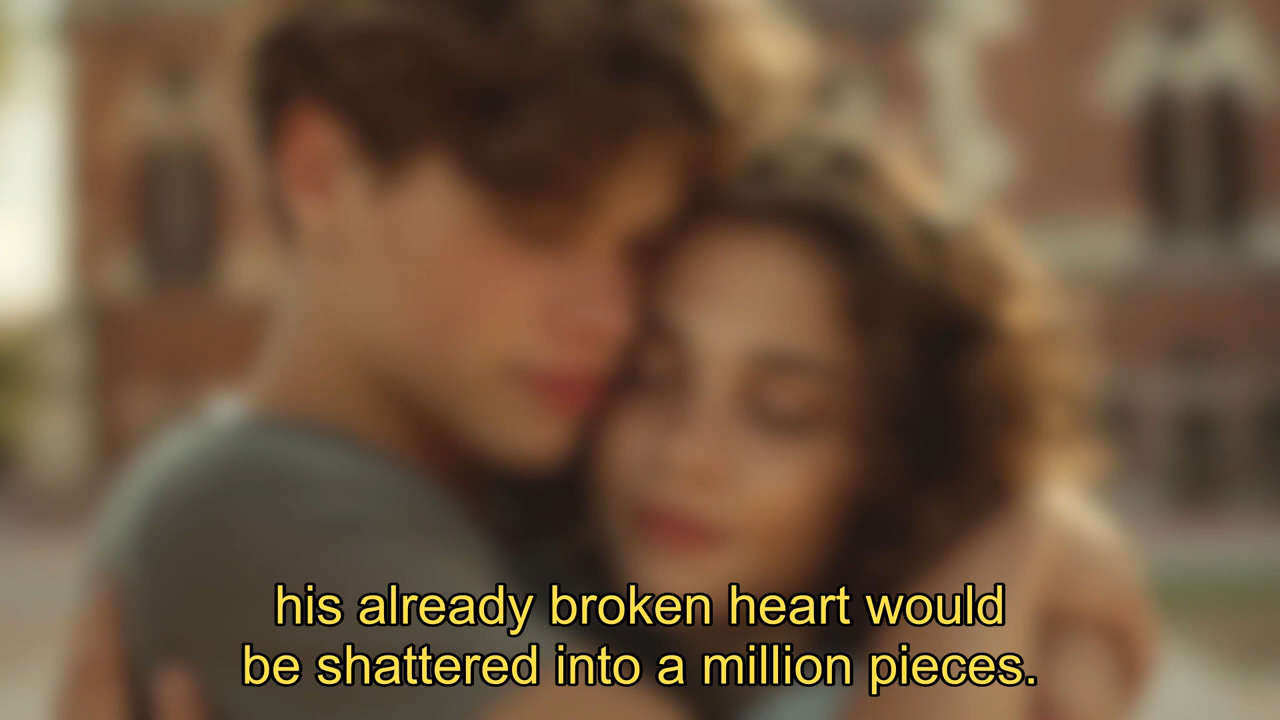 his already broken heart would
be shattered into a million pieces.